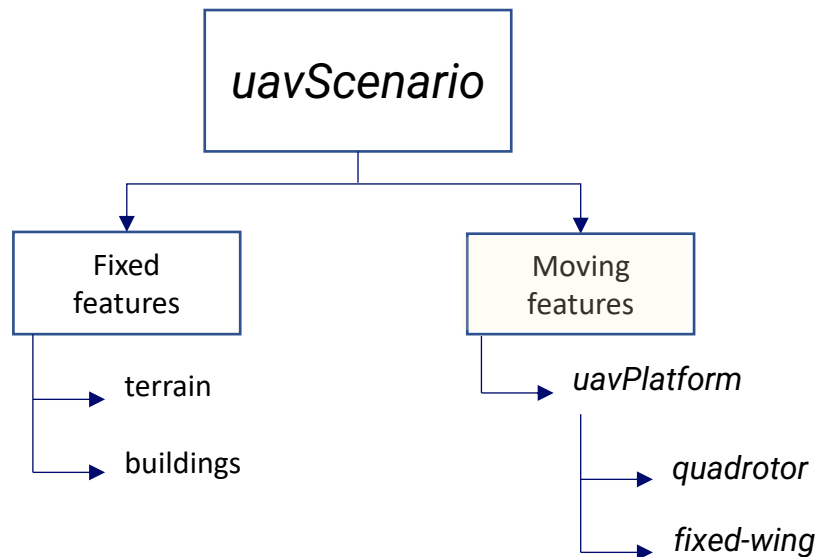 uavScenario
Fixed
features
Moving
features
terrain
buildings
uavPlatform
quadrotor
fixed-wing